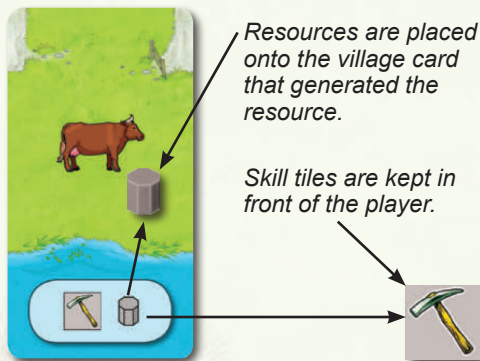 Resources are placed
onto the village card
that generated the
resource.
Skill tiles are kept in
front of the player.